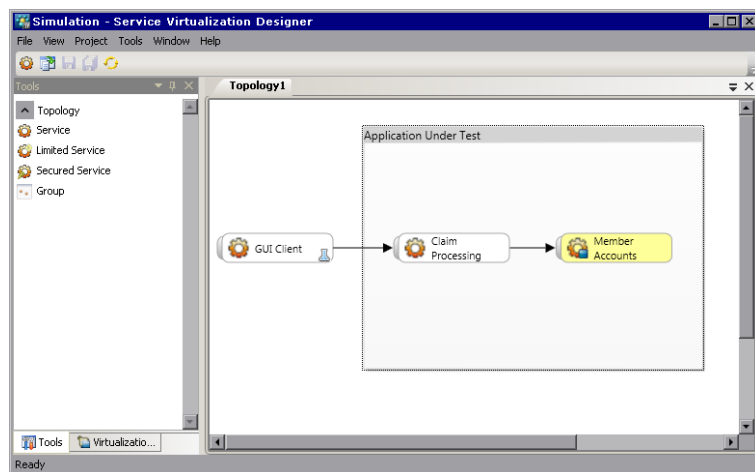 Simulation - Service Virtualization Designer
File View Project Tools Window Help
Tools
Topology1
Topology
Service
Limited Service
Secured Service
Group
Application Under Test
GUI Client
Claim
Processing
Member
Accounts
Tools Virtualizatio...
Ready